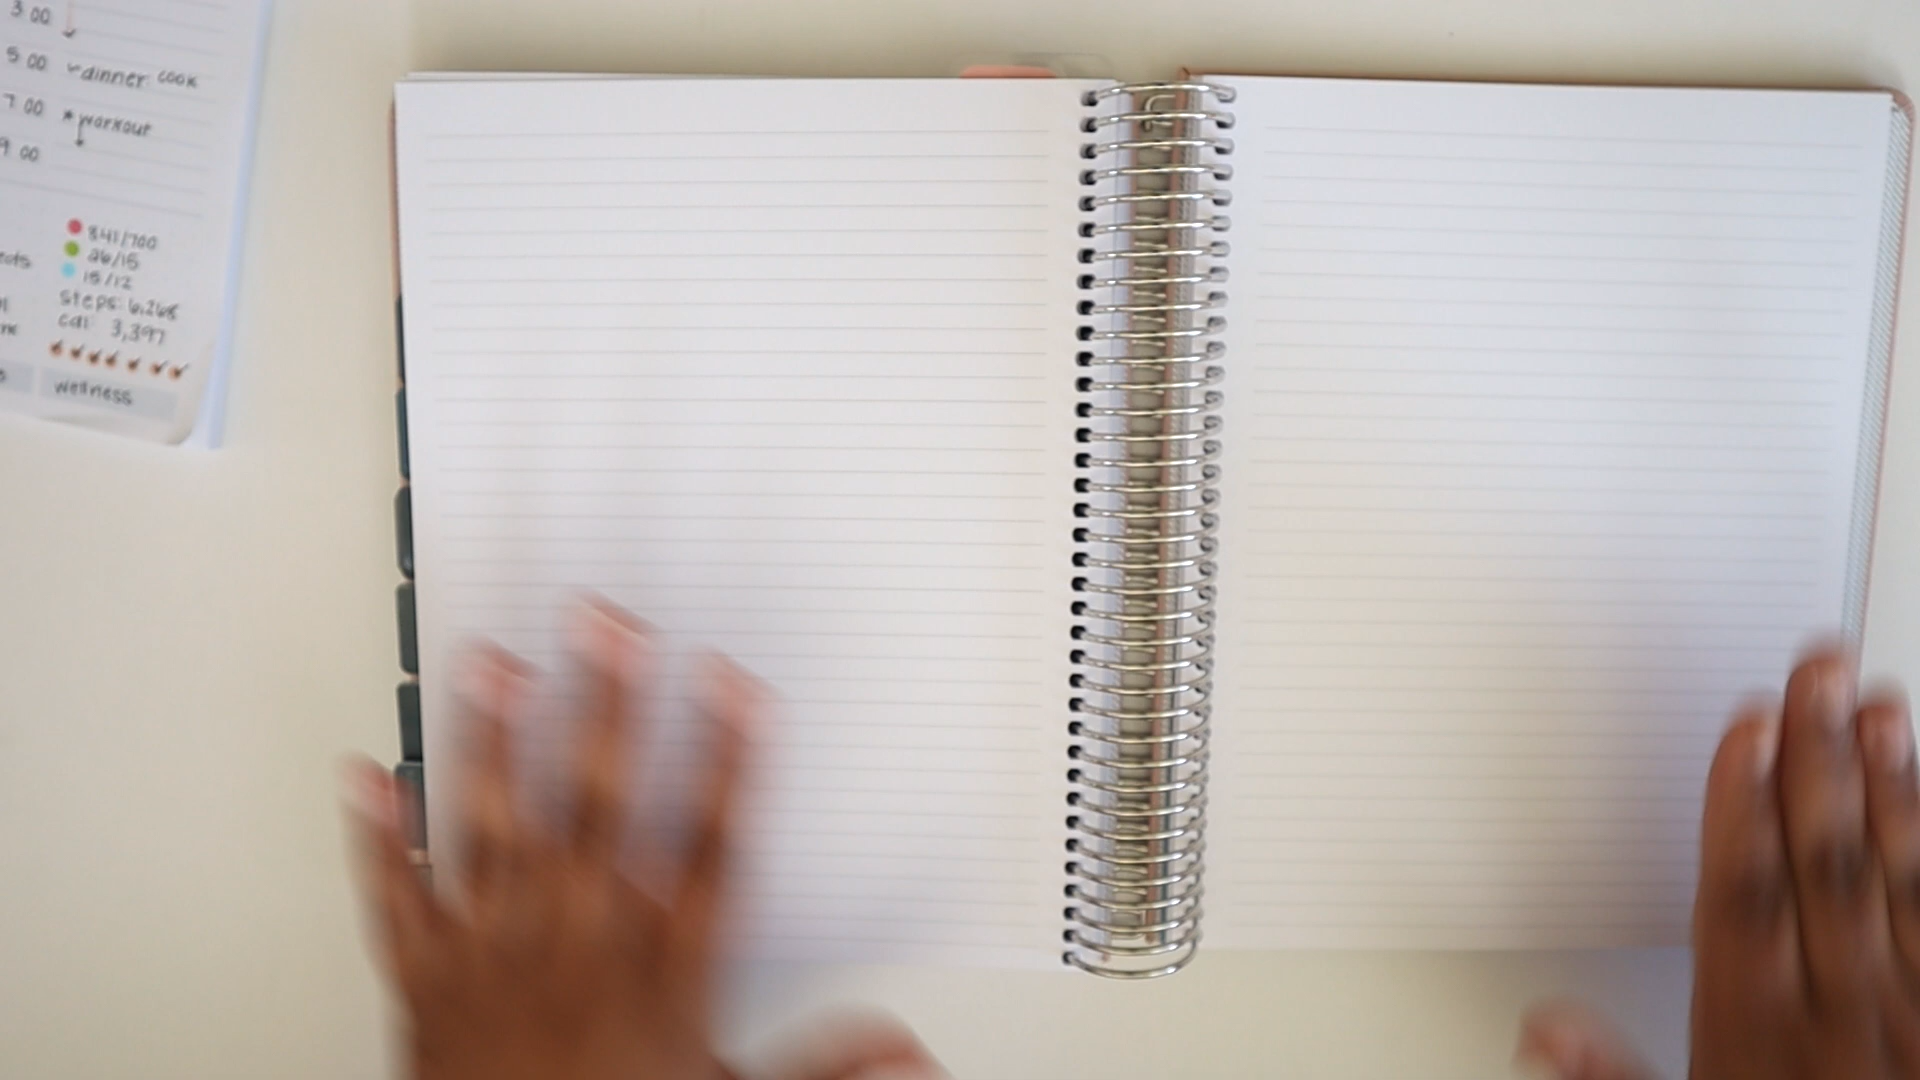 3 00
5 00 dinner: cook
7 00 * workout
9 00
841/700
26/15
15/12
steps: 6,268
cal: 3,397
wellness